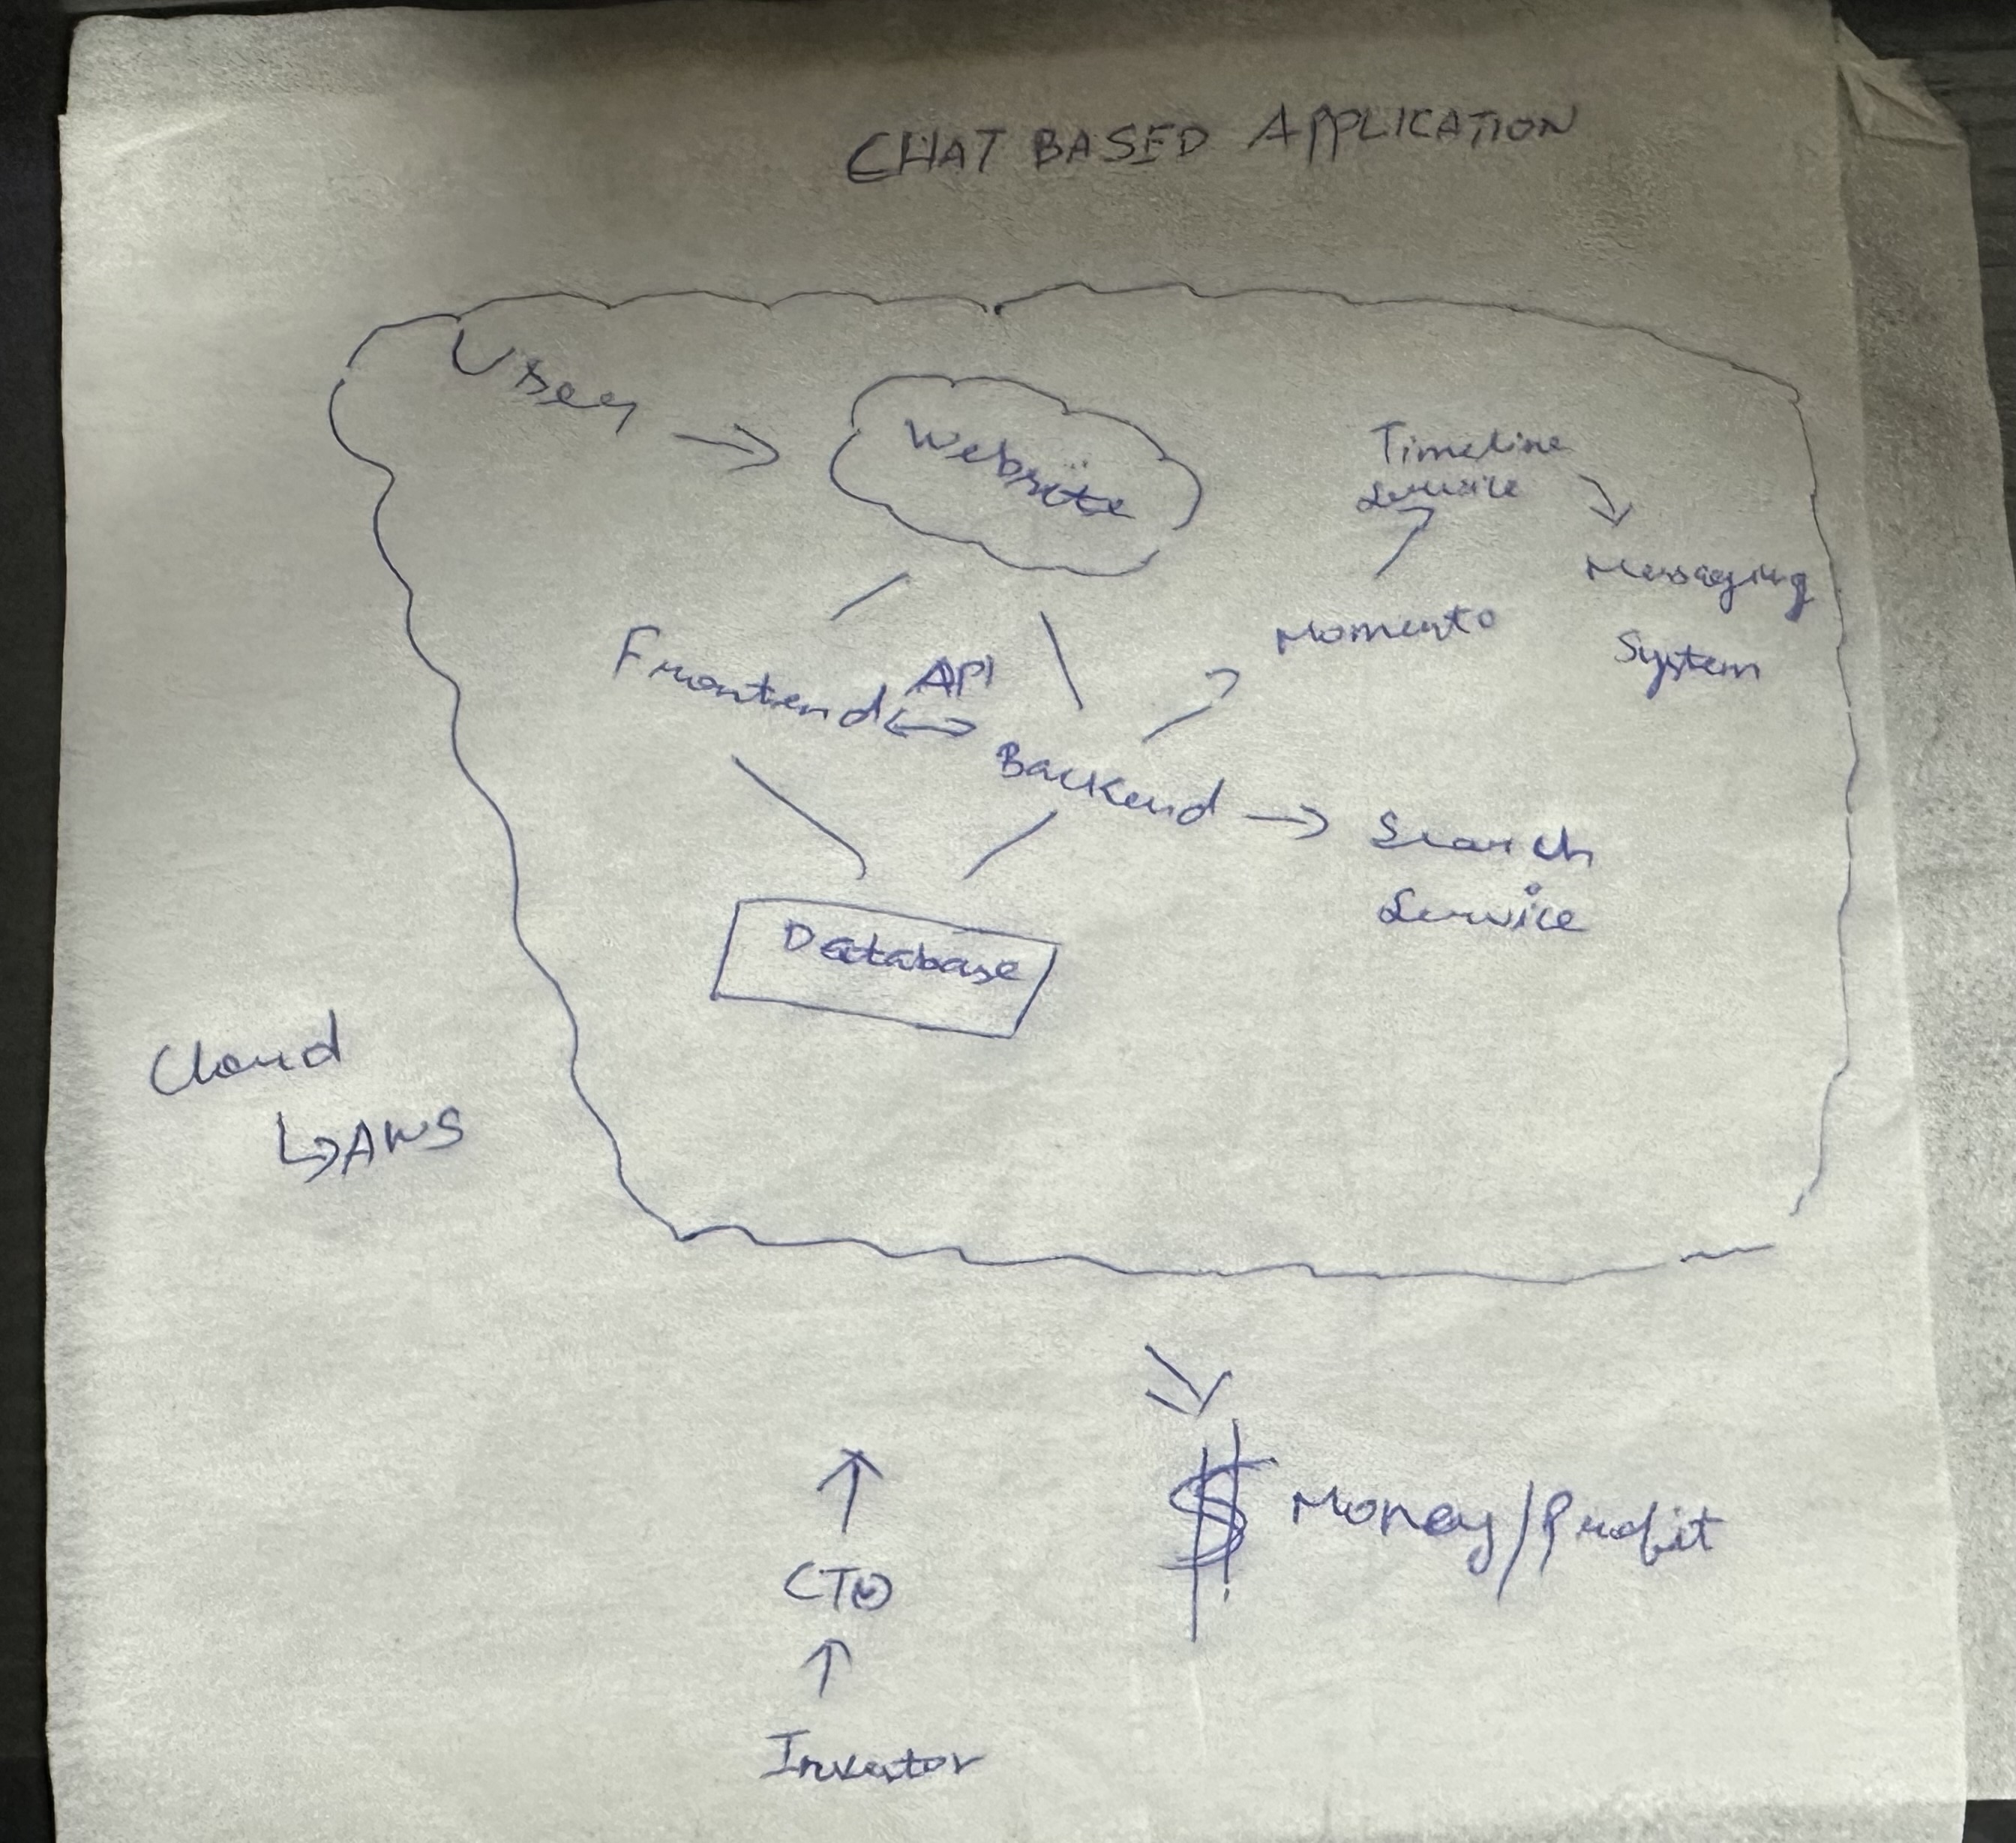 CHAT BASED APPLICATION
User
Website
Timeline
Service
Messaging
System
Momento
Frontend
API
Backend
Search
Service
Database
Cloud
AWS
$ Money/Profit
CTO
Investor